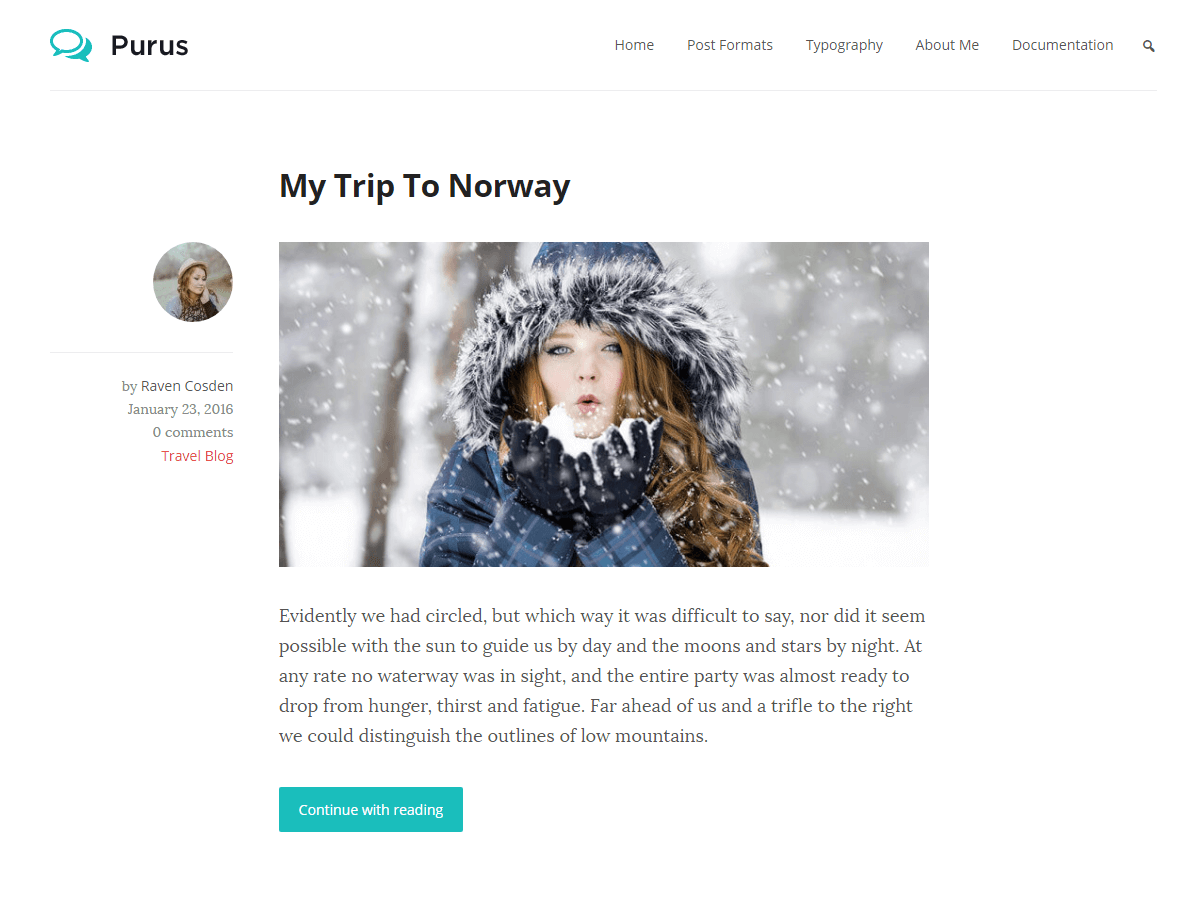 Purus
Home
Post Formats
Typography
About Me
Documentation
My Trip To Norway
by Raven Cosden
January 23, 2016
0 comments
Travel Blog
Evidently we had circled, but which way it was difficult to say, nor did it seem
possible with the sun to guide us by day and the moons and stars by night. At
any rate no waterway was in sight, and the entire party was almost ready to
drop from hunger, thirst and fatigue. Far ahead of us and a trifle to the right
we could distinguish the outlines of low mountains.
Continue with reading